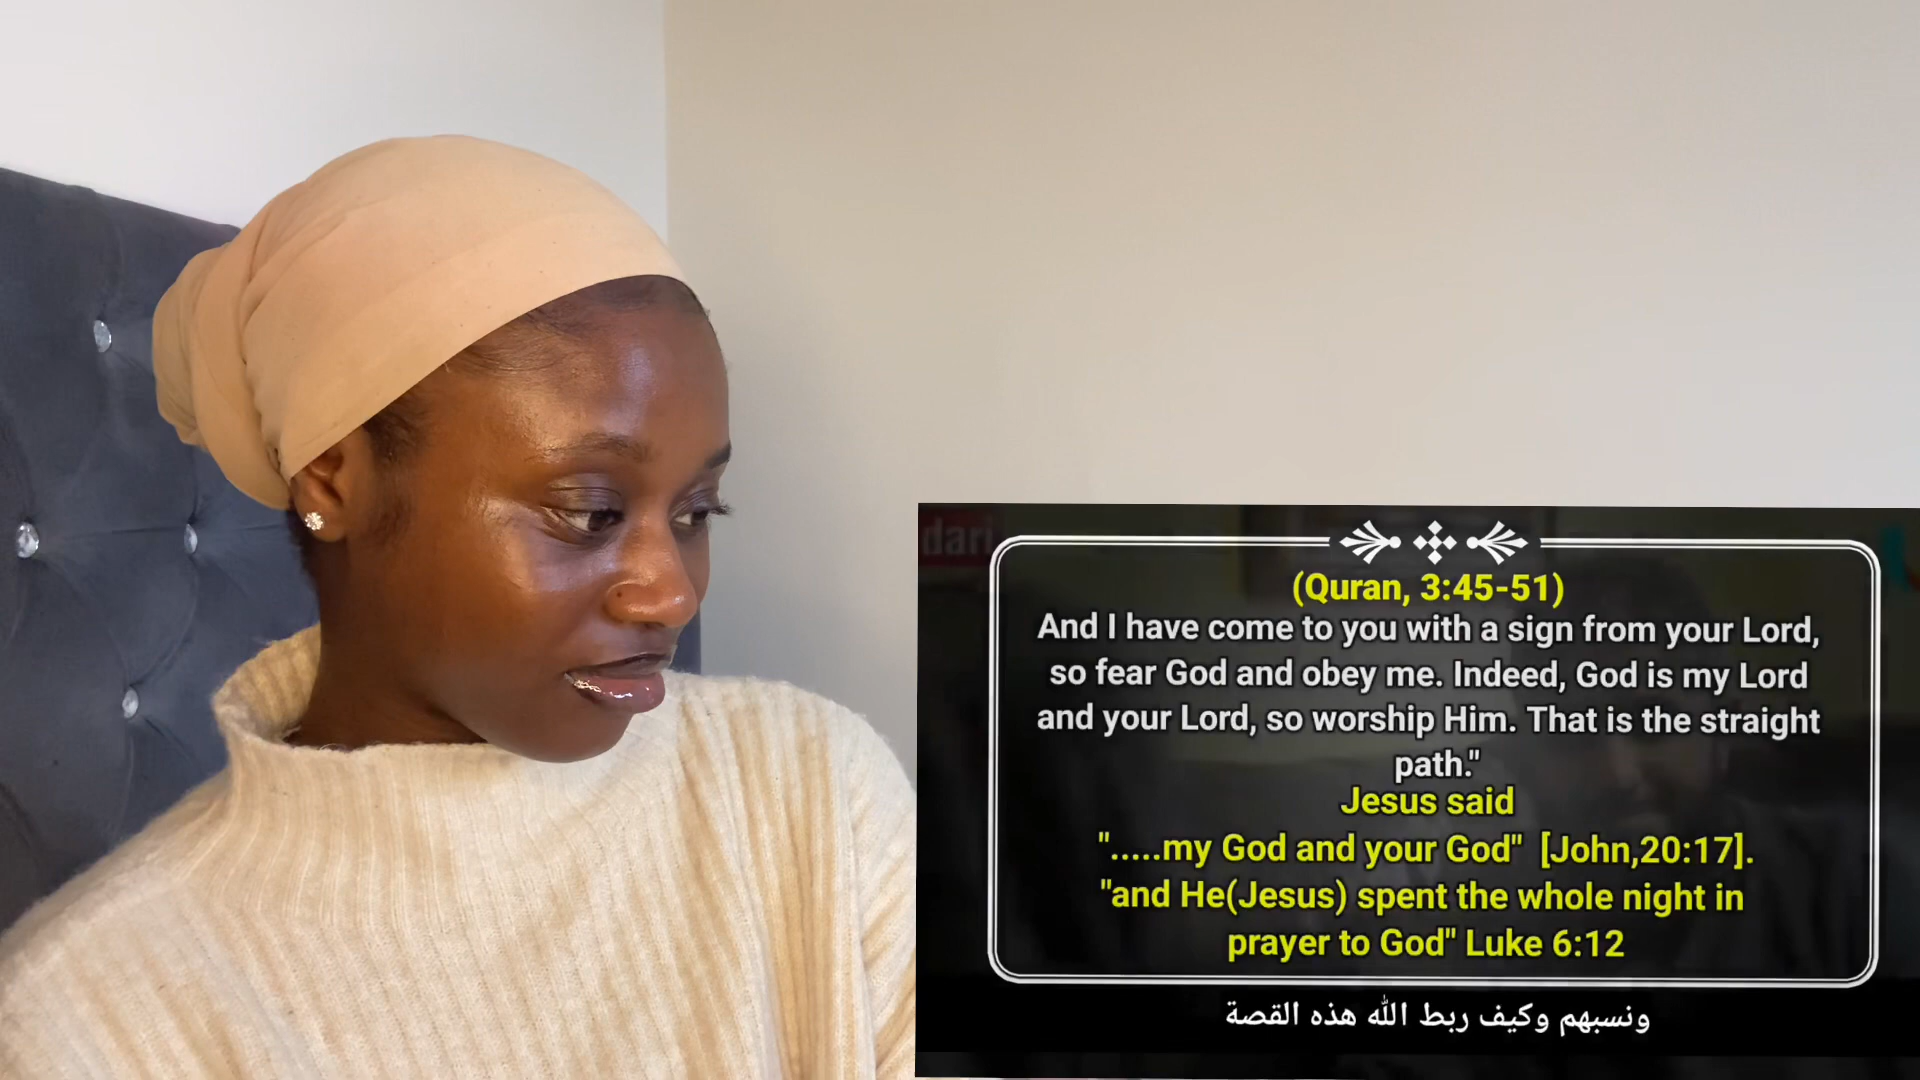 dari
(Quran, 3:45-51)
And I have come to you with a sign from your Lord,
so fear God and obey me. Indeed, God is my Lord
and your Lord, so worship Him. That is the straight
path."
Jesus said
".....my God and your God" [John,20:17].
"and He(Jesus) spent the whole night in
prayer to God" Luke 6:12
ونسبهم وكيف ربط الله هذه القصة